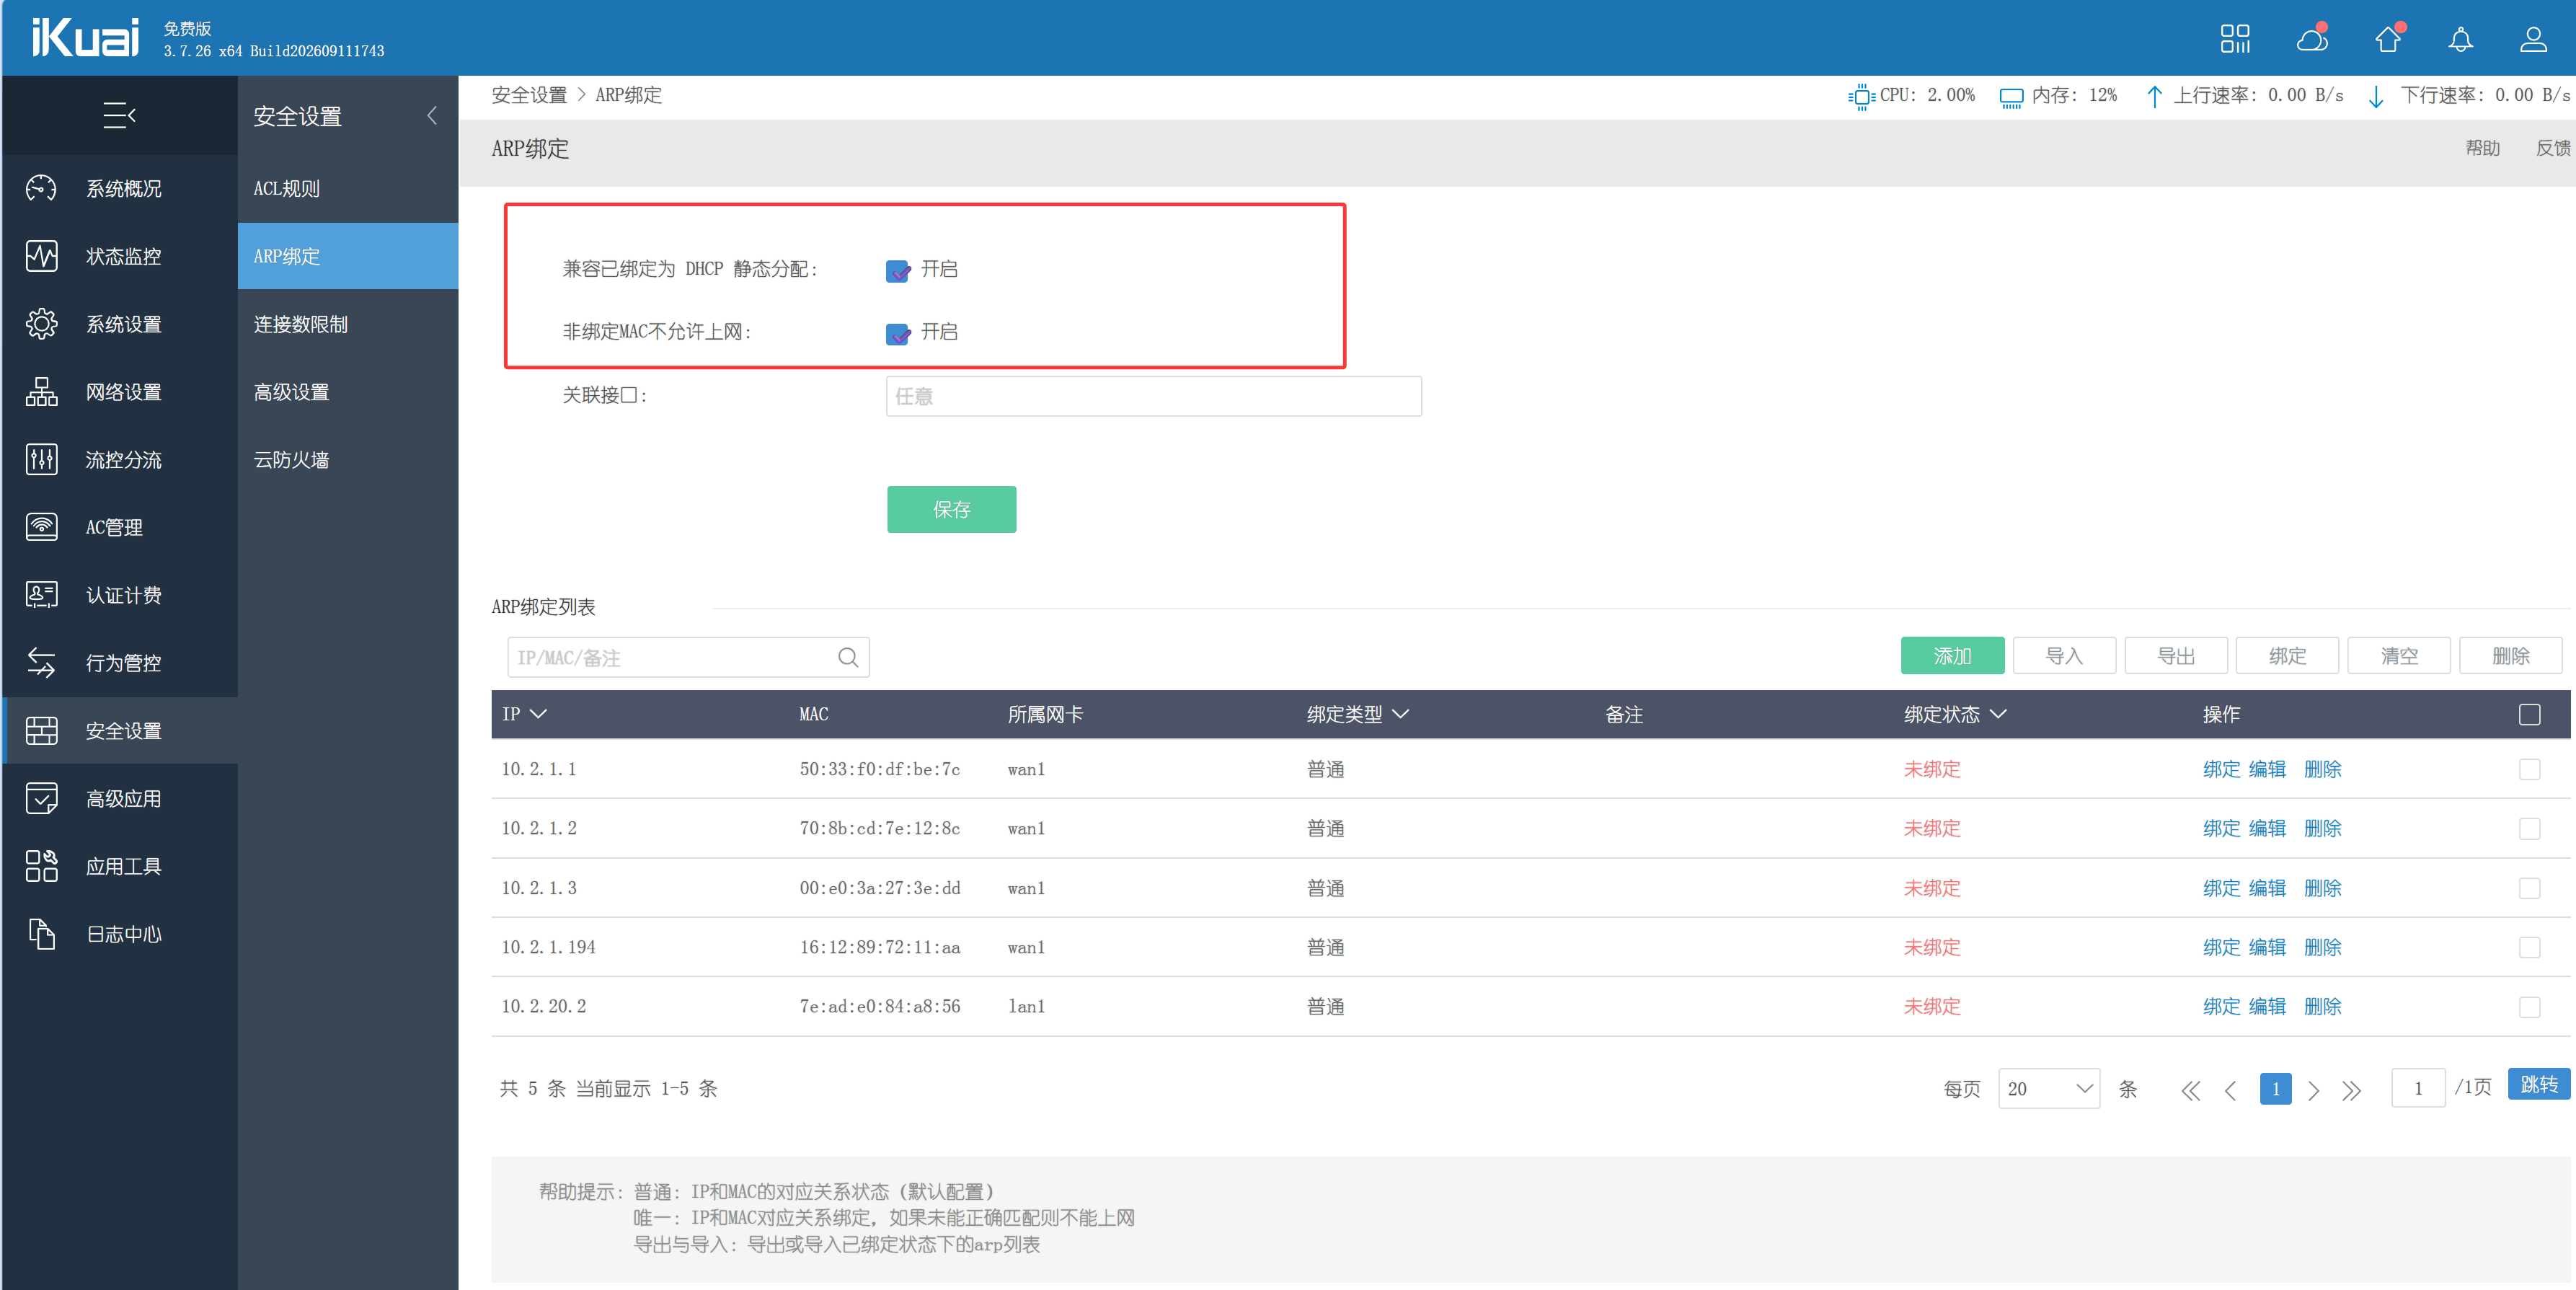 iKuai 免费版
3.7.26 x64 Build202609111743
安全设置 > ARP绑定
CPU: 2.00% 内存: 12% 上行速率: 0.00 B/s 下行速率: 0.00 B/s
系统概况
状态监控
系统设置
网络设置
流控分流
AC管理
认证计费
行为管控
安全设置
高级应用
应用工具
日志中心
安全设置
ACL规则
ARP绑定
连接数限制
高级设置
云防火墙
ARP绑定 帮助 反馈
兼容已绑定为 DHCP 静态分配: 开启
非绑定MAC不允许上网: 开启
关联接口: 任意
保存
ARP绑定列表
IP/MAC/备注 添加 导入 导出 绑定 清空 删除
IP MAC 所属网卡 绑定类型 备注 绑定状态 操作
10.2.1.1 50:33:f0:df:be:7c wan1 普通 未绑定 绑定 编辑 删除
10.2.1.2 70:8b:cd:7e:12:8c wan1 普通 未绑定 绑定 编辑 删除
10.2.1.3 00:e0:3a:27:3e:dd wan1 普通 未绑定 绑定 编辑 删除
10.2.1.194 16:12:89:72:11:aa wan1 普通 未绑定 绑定 编辑 删除
10.2.20.2 7e:ad:e0:84:a8:56 lan1 普通 未绑定 绑定 编辑 删除
共 5 条 当前显示 1-5 条 每页 20 条 1 1 /1页 跳转
帮助提示: 普通: IP和MAC的对应关系状态 (默认配置)
唯一: IP和MAC对应关系绑定, 如果未能正确匹配则不能上网
导出与导入: 导出或导入已绑定状态下的arp列表